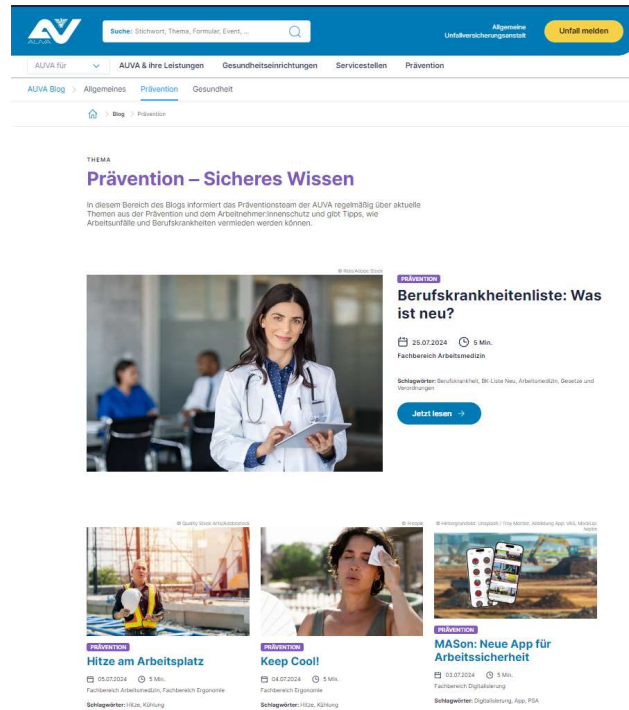 AUVA
Suche: Stichwort, Thema, Formular, Event, ...
Allgemeine
Unfallversicherungsanstalt
Unfall melden
AUVA für
AUVA & ihre Leistungen
Gesundheitseinrichtungen
Servicestellen
Prävention
AUVA Blog > Allgemeines Prävention Gesundheit
> Blog > Prävention
THEMA
Prävention – Sicheres Wissen
In diesem Bereich des Blogs informiert das Präventionsteam der AUVA regelmäßig über aktuelle
Themen aus der Prävention und dem Arbeitnehmer:innenschutz und gibt Tipps, wie
Arbeitsunfälle und Berufskrankheiten vermieden werden können.
PRÄVENTION
Berufskrankheitenliste: Was
ist neu?
25.07.2024 5 Min.
Fachbereich Arbeitsmedizin
Schlagwörter: Berufskrankheit, BK-Liste Neu, Arbeitsmedizin, Gesetze und
Verordnungen
Jetzt lesen →
PRÄVENTION
Hitze am Arbeitsplatz
05.07.2024 5 Min.
Fachbereich Arbeitsmedizin, Fachbereich Ergonomie
Schlagwörter: Hitze, Kühlung
© Freepik
PRÄVENTION
Keep Cool!
04.07.2024 5 Min.
Fachbereich Ergonomie
Schlagwörter: Hitze, Kühlung
PRÄVENTION
MASon: Neue App für
Arbeitssicherheit
03.07.2024 5 Min.
Fachbereich Digitalisierung
Schlagwörter: Digitalisierung, App, PSA